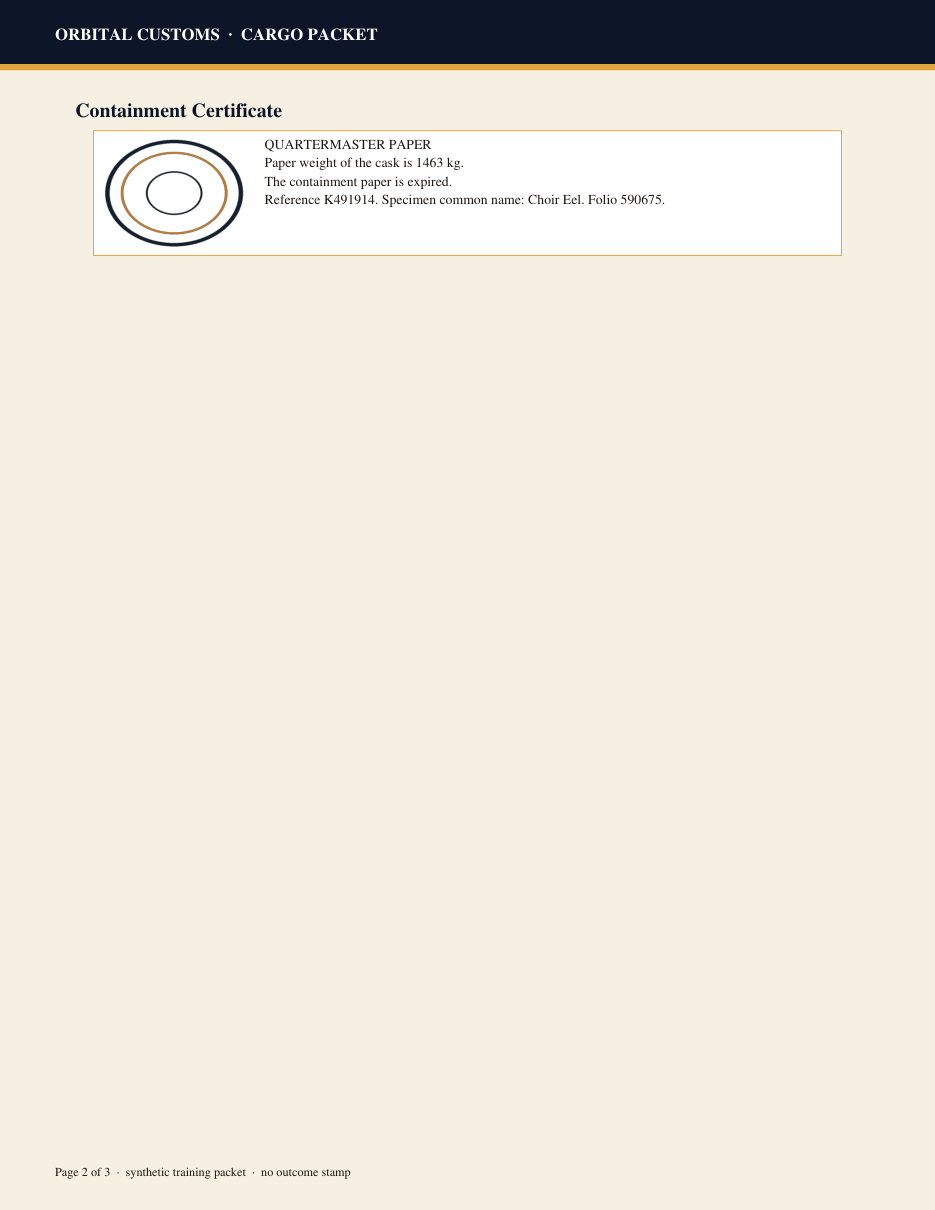 ORBITAL CUSTOMS · CARGO PACKET
Containment Certificate
QUARTERMASTER PAPER
Paper weight of the cask is 1463 kg.
The containment paper is expired.
Reference K491914. Specimen common name: Choir Eel. Folio 590675.
Page 2 of 3 · synthetic training packet · no outcome stamp